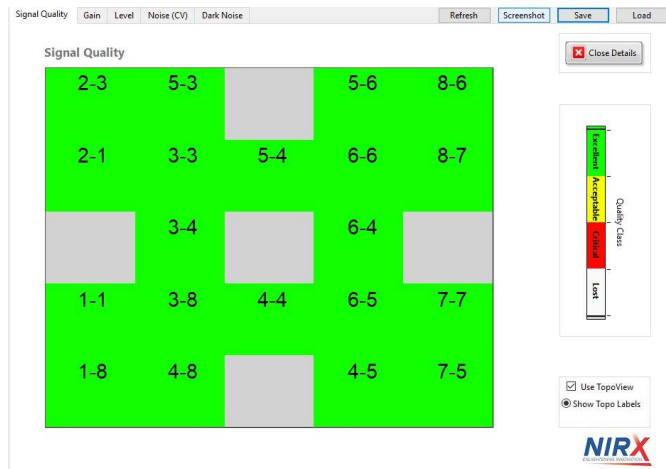 Signal Quality Gain Level Noise (CV) Dark Noise Refresh Screenshot Save Load
Signal Quality
Close Details
2-3 5-3 5-6 8-6
2-1 3-3 5-4 6-6 8-7
3-4 6-4
1-1 3-8 4-4 6-5 7-7
1-8 4-8 4-5 7-5
Excellent
Acceptable
Critical
Lost
Quality Class
Use TopoView
Show Topo Labels
NIRX
ENLIGHTENING INNOVATION